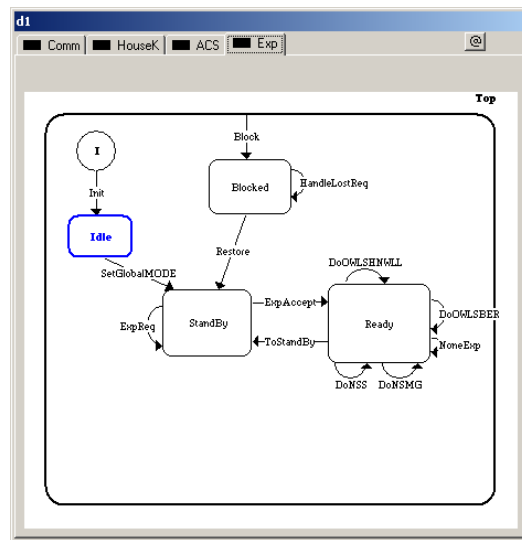 d1
Comm HouseK ACS Exp @
Top
Block
I
Blocked
HandleLostReq
Init
Idle
Restore
SetGlobalMODE
DoOWLSHNWLL
ExpAccept
DoOWLSBER
ExpReq
StandBy
Ready
ToStandBy
NoneExp
DoNSS DoNSMG